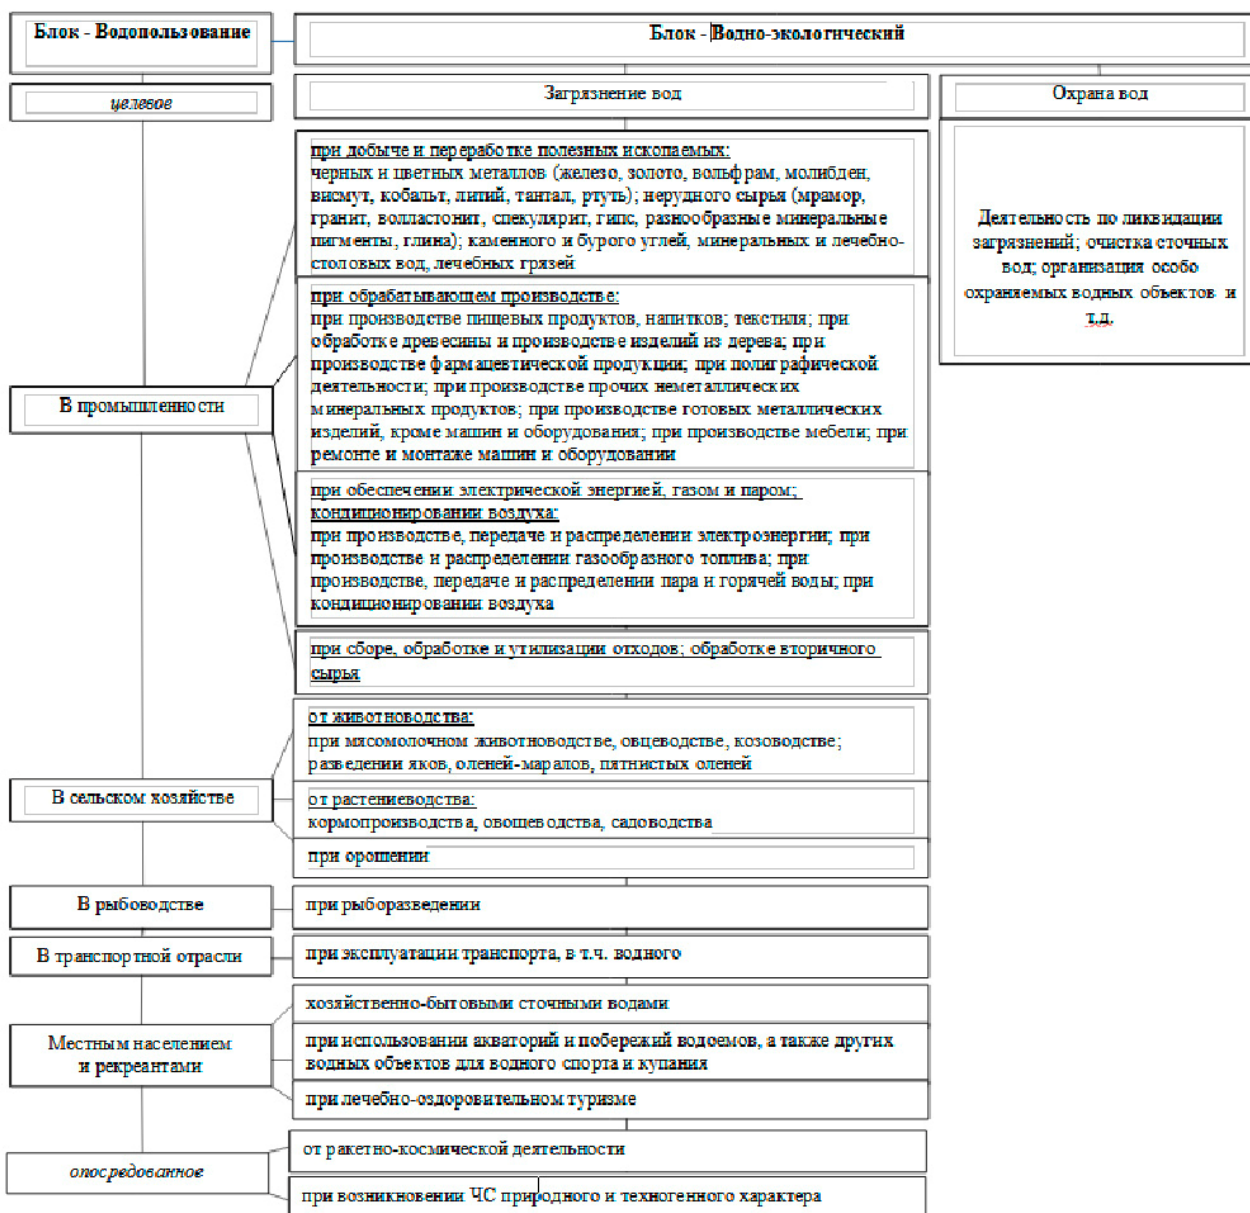 Блок - Водопользование
Блок - Водно-экологический
целевое
Загрязнение вод
Охрана вод
при добыче и переработке полезных ископаемых:
черных и цветных металлов (железо, золото, вольфрам, молибден,
висмут, кобальт, литий, тантал, ртуть); нерудного сырья (мрамор,
гранит, волластонит, спекулярит, гипс, разнообразные минеральные
пигменты, глина); каменного и бурого углей, минеральных и лечебно-
столовых вод, лечебных грязей
Деятельность по ликвидации
загрязнений; очистка сточных
вод; организация особо
охраняемых водных объектов и
т.д.
В промышленности
при обрабатывающем производстве:
при производстве пищевых продуктов, напитков; текстиля; при
обработке древесины и производстве изделий из дерева; при
производстве фармацевтической продукции; при полиграфической
деятельности; при производстве прочих неметаллических
минеральных продуктов; при производстве готовых металлических
изделий, кроме машин и оборудования; при производстве мебели; при
ремонте и монтаже машин и оборудовании
при обеспечении электрической энергией, газом и паром;
кондиционировании воздуха:
при производстве, передаче и распределении электроэнергии; при
производстве и распределении газообразного топлива; при
производстве, передаче и распределении пара и горячей воды; при
кондиционировании воздуха
при сборе, обработке и утилизации отходов; обработке вторичного
сырья
В сельском хозяйстве
от животноводства:
при мясомолочном животноводстве, овцеводстве, козоводстве;
разведении яков, оленей-маралов, пятнистых оленей
от растениеводства:
кормопроизводства, овощеводства, садоводства
при орошении
В рыбоводстве
при рыборазведении
В транспортной отрасли
при эксплуатации транспорта, в т.ч. водного
Местным населением
и рекреантами
хозяйственно-бытовыми сточными водами
при использовании акваторий и побережий водоемов, а также других
водных объектов для водного спорта и купания
при лечебно-оздоровительном туризме
опосредованное
от ракетно-космической деятельности
при возникновении ЧС природного и техногенного характера